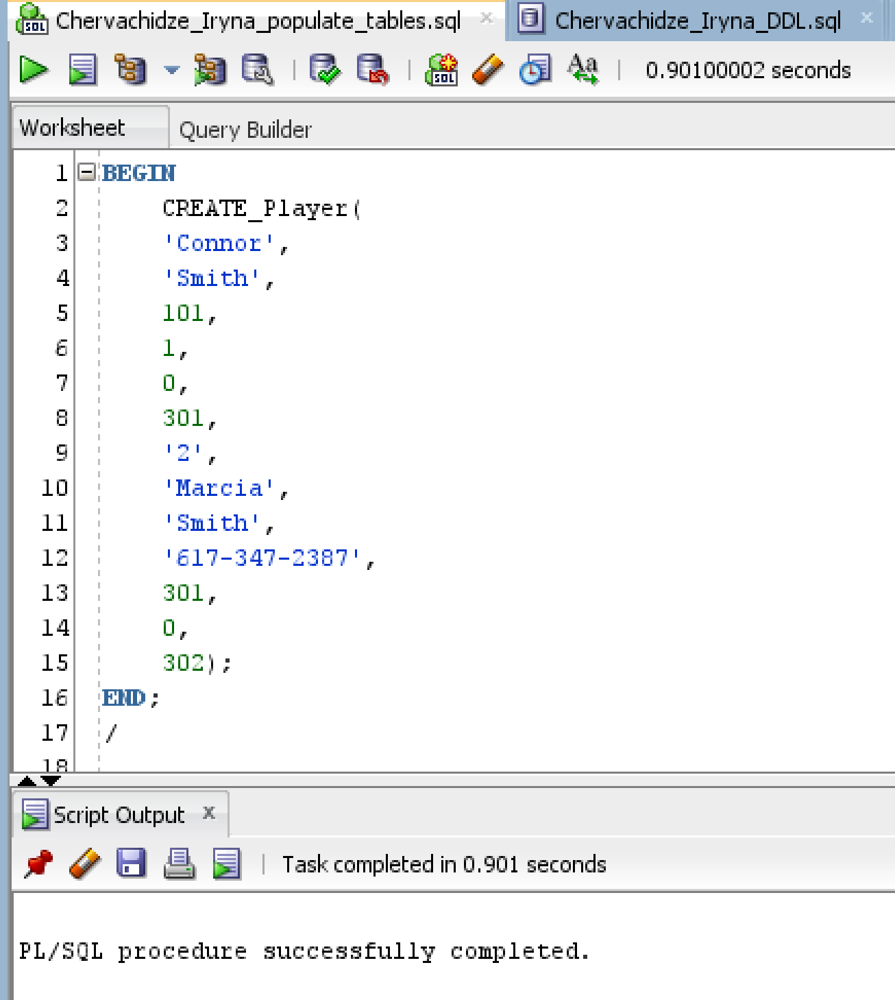 Chervachidze_Iryna_populate_tables.sql
Chervachidze_Iryna_DDL.sql
SQL
SQL
Aa
0.90100002 seconds
Worksheet
Query Builder
1 BEGIN
2 CREATE_Player(
3 'Connor',
4 'Smith',
5 101,
6 1,
7 0,
8 301,
9 '2',
10 'Marcia',
11 'Smith',
12 '617-347-2387',
13 301,
14 0,
15 302);
16 END;
17 /
18
Script Output
Task completed in 0.901 seconds
PL/SQL procedure successfully completed.